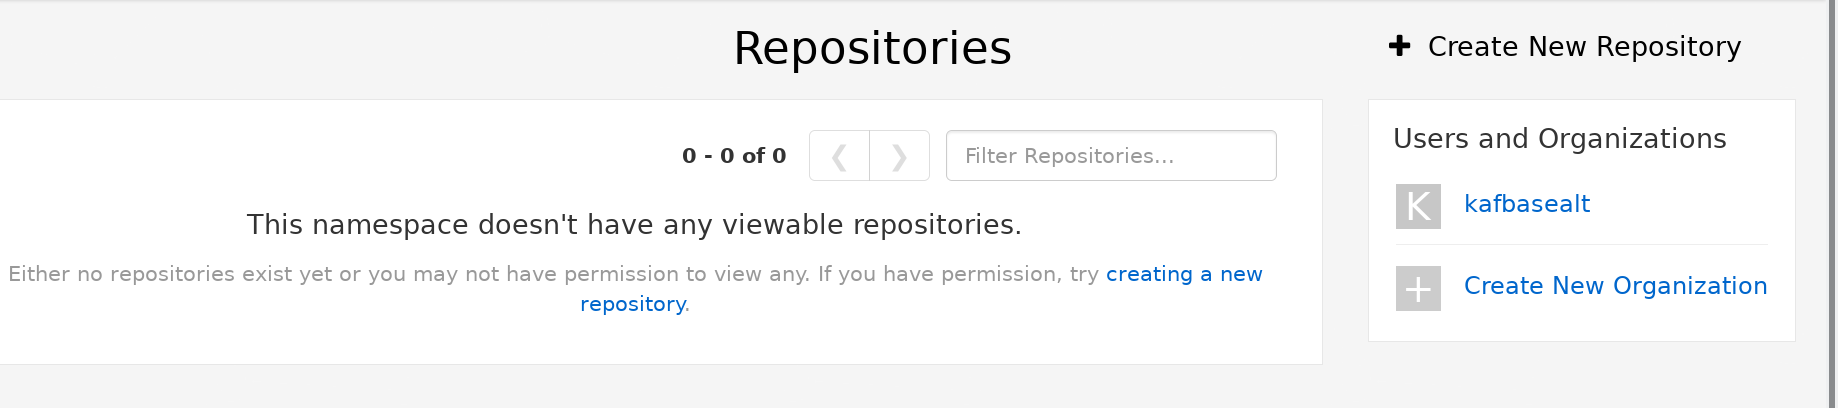 Repositories
+ Create New Repository
0 - 0 of 0
❮ ❯
Filter Repositories...
This namespace doesn't have any viewable repositories.
Either no repositories exist yet or you may not have permission to view any. If you have permission, try creating a new
repository.
Users and Organizations
K kafbasealt
+ Create New Organization